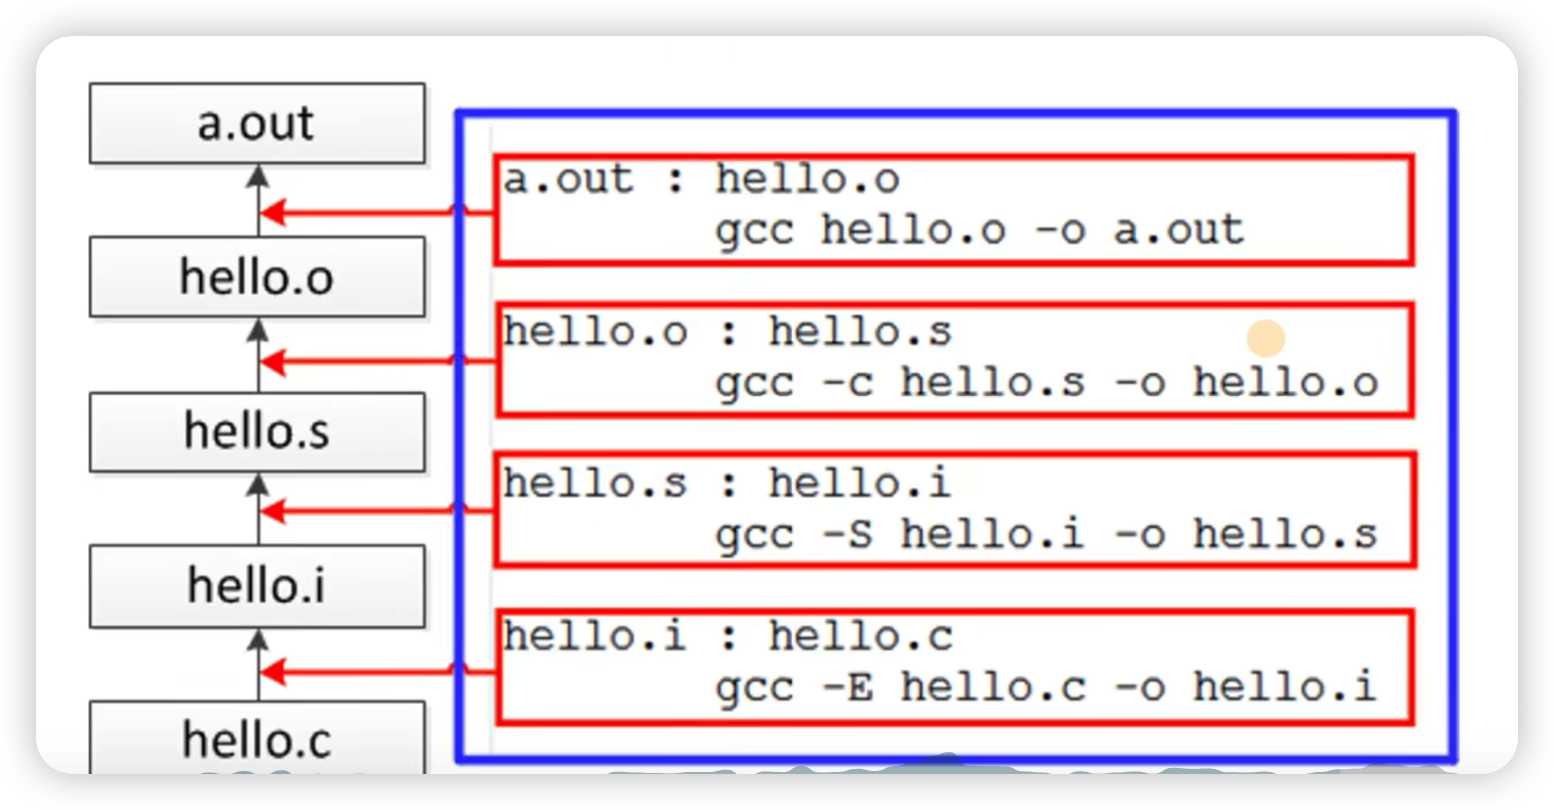 a.out
hello.o
hello.s
hello.i
hello.c
a.out : hello.o
gcc hello.o -o a.out
hello.o : hello.s
gcc -c hello.s -o hello.o
hello.s : hello.i
gcc -S hello.i -o hello.s
hello.i : hello.c
gcc -E hello.c -o hello.i